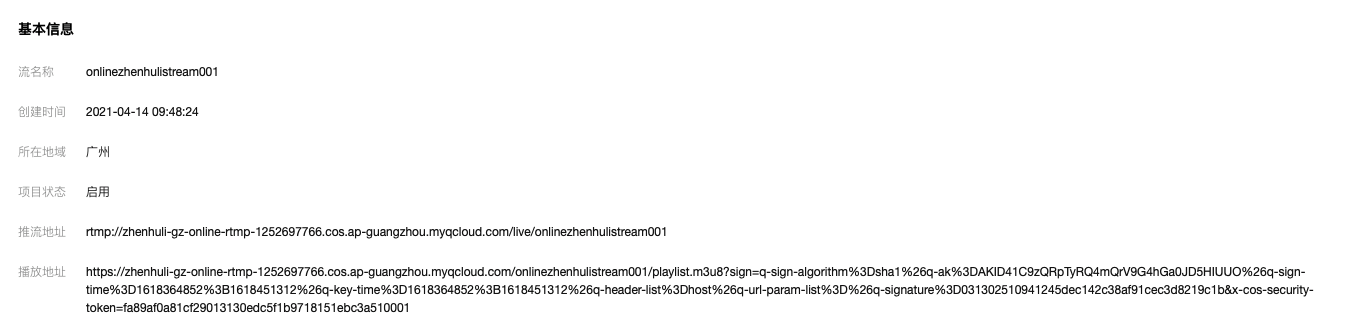 基本信息
流名称 onlinezhenhulistream001
创建时间 2021-04-14 09:48:24
所在地域 广州
项目状态 启用
推流地址 rtmp://zhenhuli-gz-online-rtmp-1252697766.cos.ap-guangzhou.myqcloud.com/live/onlinezhenhulistream001
播放地址 https://zhenhuli-gz-online-rtmp-1252697766.cos.ap-guangzhou.myqcloud.com/onlinezhenhulistream001/playlist.m3u8?sign=q-sign-algorithm%3Dsha1%26q-ak%3DAKID41C9zQRpTyRQ4mQrV9G4hGa0JD5HIUUO%26q-sign-
time%3D1618364852%3B1618451312%26q-key-time%3D1618364852%3B1618451312%26q-header-list%3Dhost%26q-url-param-list%3D%26q-signature%3D031302510941245dec142c38af91cec3d8219c1b&x-cos-security-
token=fa89af0a81cf29013130edc5f1b9718151ebc3a510001